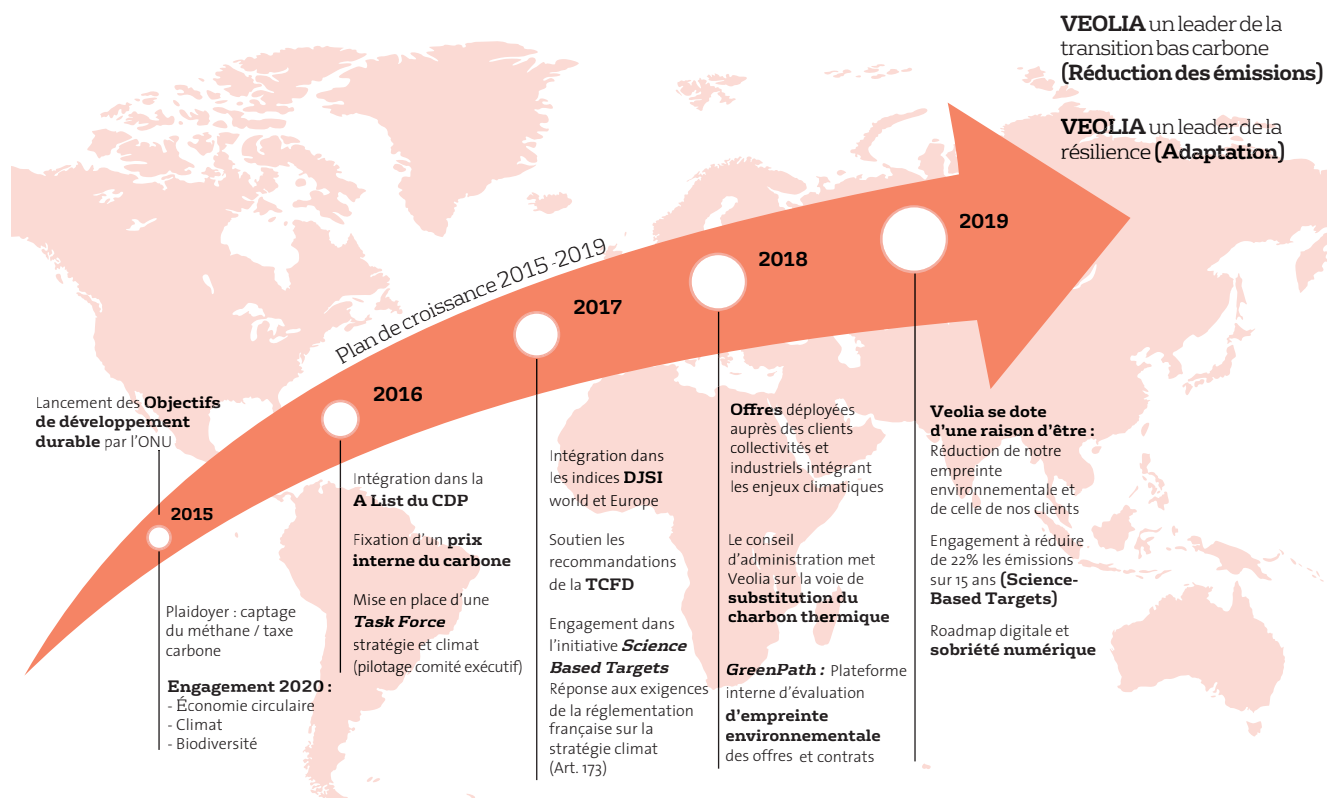 VEOLIA un leader de la
transition bas carbone
(Réduction des émissions)
VEOLIA un leader de la
résilience (Adaptation)
Plan de croissance 2015 -2019
Lancement des Objectifs
de développement
durable par l'ONU
2015
Plaidoyer : captage
du méthane / taxe
carbone
Engagement 2020 :
- Économie circulaire
- Climat
- Biodiversité
2016
Intégration dans la
A List du CDP
Fixation d'un prix
interne du carbone
Mise en place d'une
Task Force
stratégie et climat
(pilotage comité exécutif)
2017
Intégration dans
les indices DJSI
world et Europe
Soutien les
recommandations
de la TCFD
Engagement dans
l'initiative Science
Based Targets
Réponse aux exigences
de la réglementation
française sur la
stratégie climat
(Art. 173)
2018
Offres déployées
auprès des clients
collectivités et
industriels intégrant
les enjeux climatiques
Le conseil
d'administration met
Veolia sur la voie de
substitution du
charbon thermique
GreenPath : Plateforme
interne d'évaluation
d'empreinte
environnementale
des offres et contrats
2019
Veolia se dote
d'une raison d'être :
Réduction de notre
empreinte
environnementale et
de celle de nos clients
Engagement à réduire
de 22% les émissions
sur 15 ans (Science-
Based Targets)
Roadmap digitale et
sobriété numérique